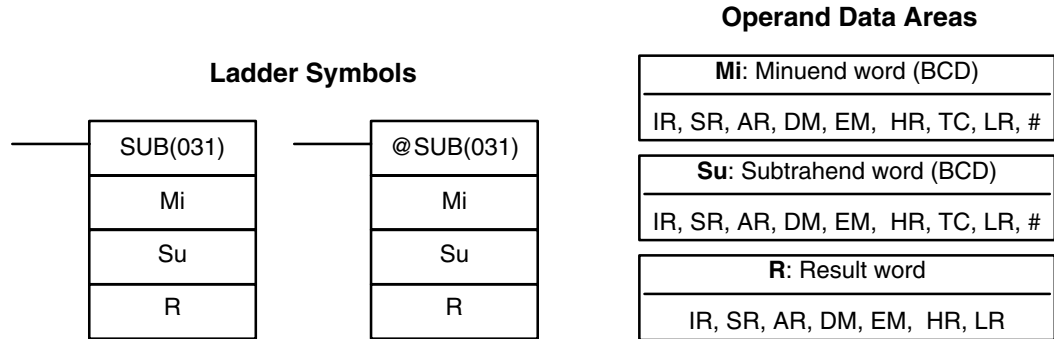 Operand Data Areas
Ladder Symbols
SUB(031)
Mi
Su
R
@SUB(031)
Mi
Su
R
Mi: Minuend word (BCD)
IR, SR, AR, DM, EM, HR, TC, LR, #
Su: Subtrahend word (BCD)
IR, SR, AR, DM, EM, HR, TC, LR, #
R: Result word
IR, SR, AR, DM, EM, HR, LR